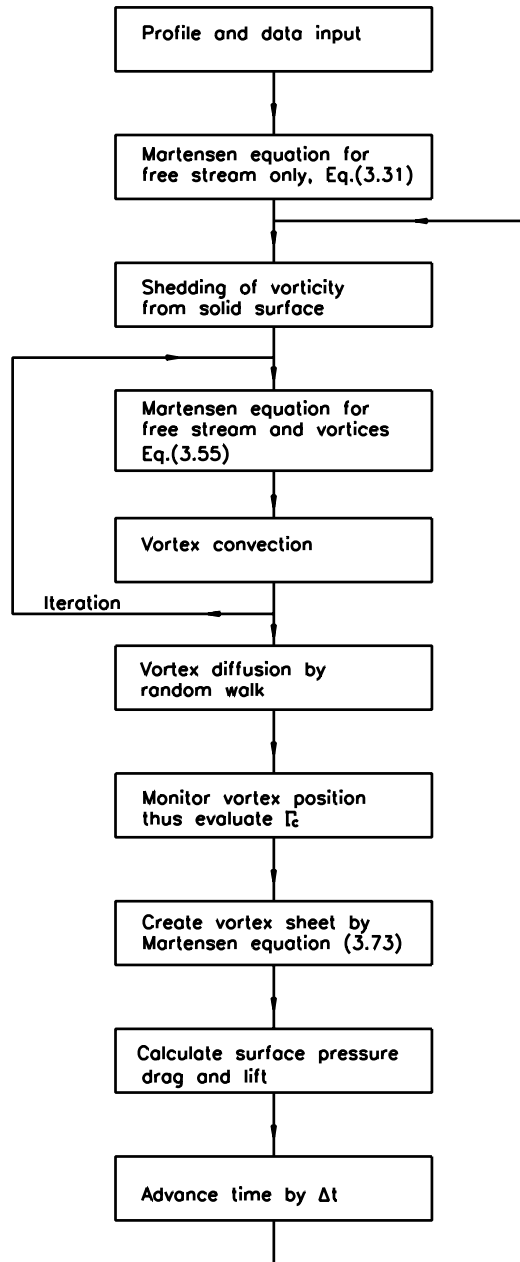 Profile and data input
Martensen equation for
free stream only, Eq.(3.31)
Shedding of vorticity
from solid surface
Martensen equation for
free stream and vortices
Eq.(3.55)
Vortex convection
Iteration
Vortex diffusion by
random walk
Monitor vortex position
thus evaluate Γc
Create vortex sheet by
Martensen equation (3.73)
Calculate surface pressure
drag and lift
Advance time by Δt